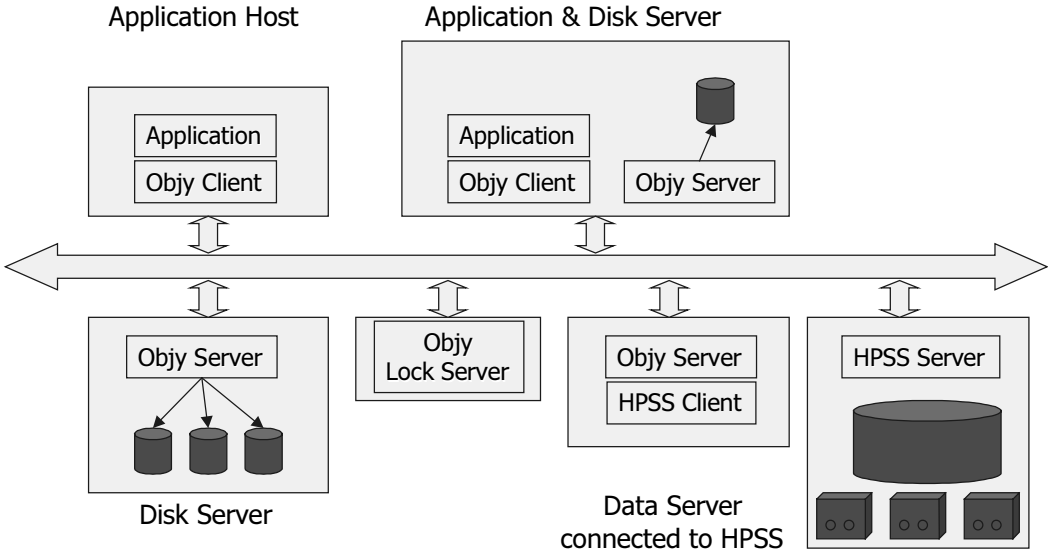 Application Host
Application & Disk Server
Application
Objy Client
Application
Objy Client
Objy Server
Objy Server
Disk Server
Objy
Lock Server
Objy Server
HPSS Client
Data Server
connected to HPSS
HPSS Server